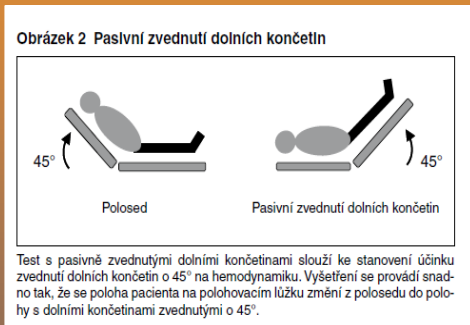 Obrázek 2 Pasivní zvednutí dolních končetin
45°
45°
Polosed
Pasivní zvednutí dolních končetin
Test s pasivně zvednutými dolními končetinami slouží ke stanovení účinku
zvednutí dolních končetin o 45° na hemodynamiku. Vyšetření se provádí snad-
no tak, že se poloha pacienta na polohovacím lůžku změní z polosedu do polo-
hy s dolními končetinami zvednutými o 45°.